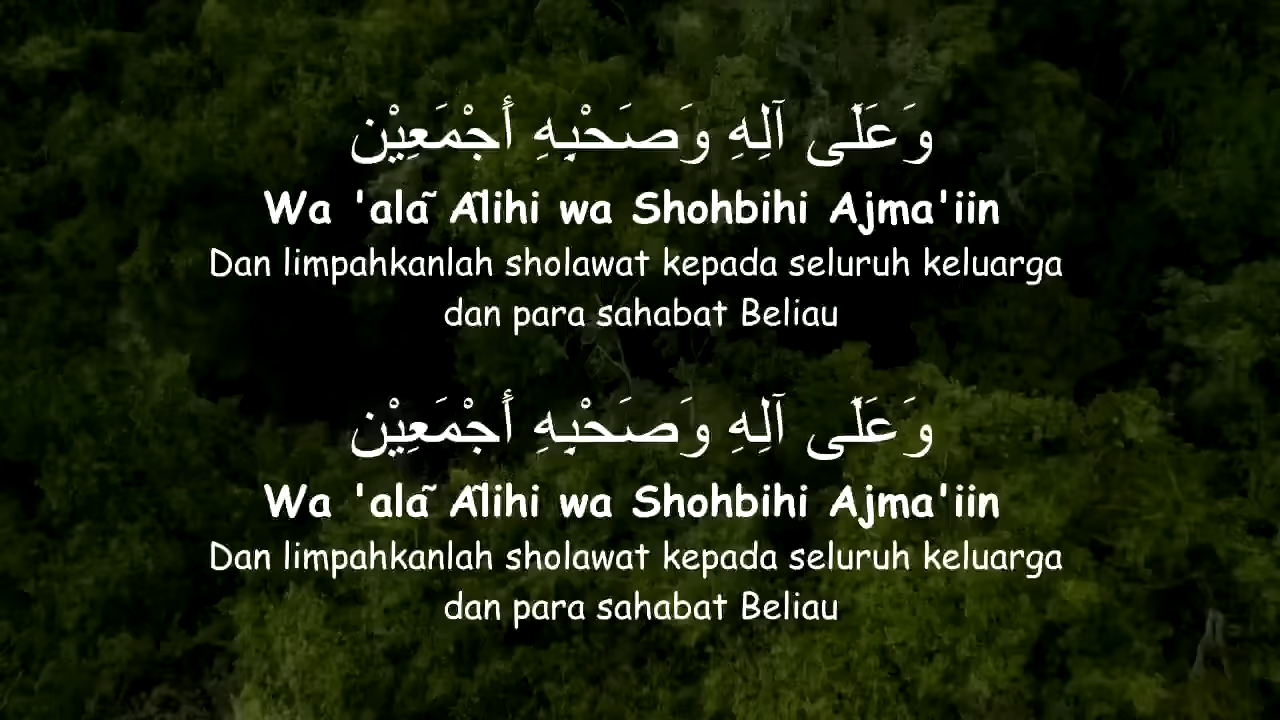 وَعَلَى آلِهِ وَصَحْبِهِ أَجْمَعِيْن
Wa 'alã Ãlihi wa Shohbihi Ajma'iin
Dan limpahkanlah sholawat kepada seluruh keluarga
dan para sahabat Beliau
وَعَلَى آلِهِ وَصَحْبِهِ أَجْمَعِيْن
Wa 'alã Ãlihi wa Shohbihi Ajma'iin
Dan limpahkanlah sholawat kepada seluruh keluarga
dan para sahabat Beliau